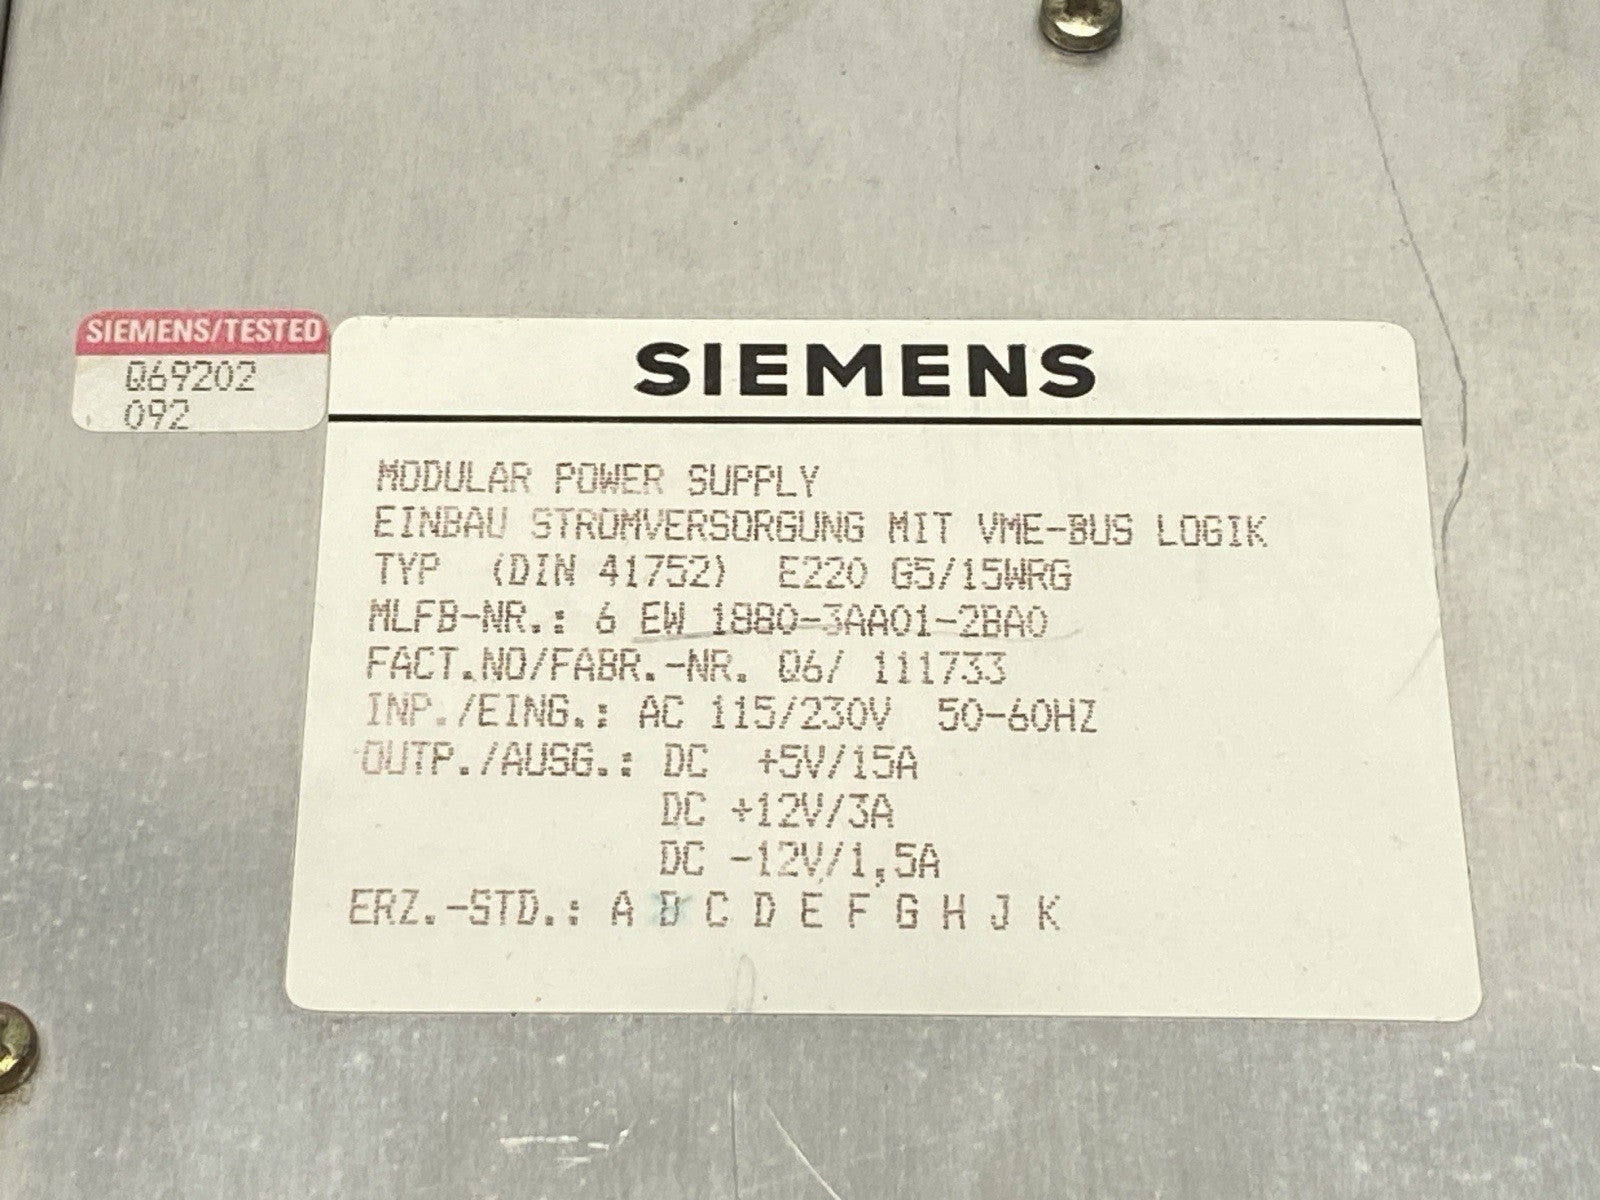 SIEMENS/TESTED
Q69202
092
SIEMENS
MODULAR POWER SUPPLY
EINBAU STROMVERSORGUNG MIT VME-BUS LOGIK
TYP (DIN 41752) E220 G5/15WRG
MLFB-NR.: 6 EW 1880-3AA01-2BA0
FACT.NO/FABR.-NR. Q6/ 111733
INP./EING.: AC 115/230V 50-60HZ
OUTP./AUSG.: DC +5V/15A
DC +12V/3A
DC -12V/1,5A
ERZ.-STD.: A B C D E F G H J K